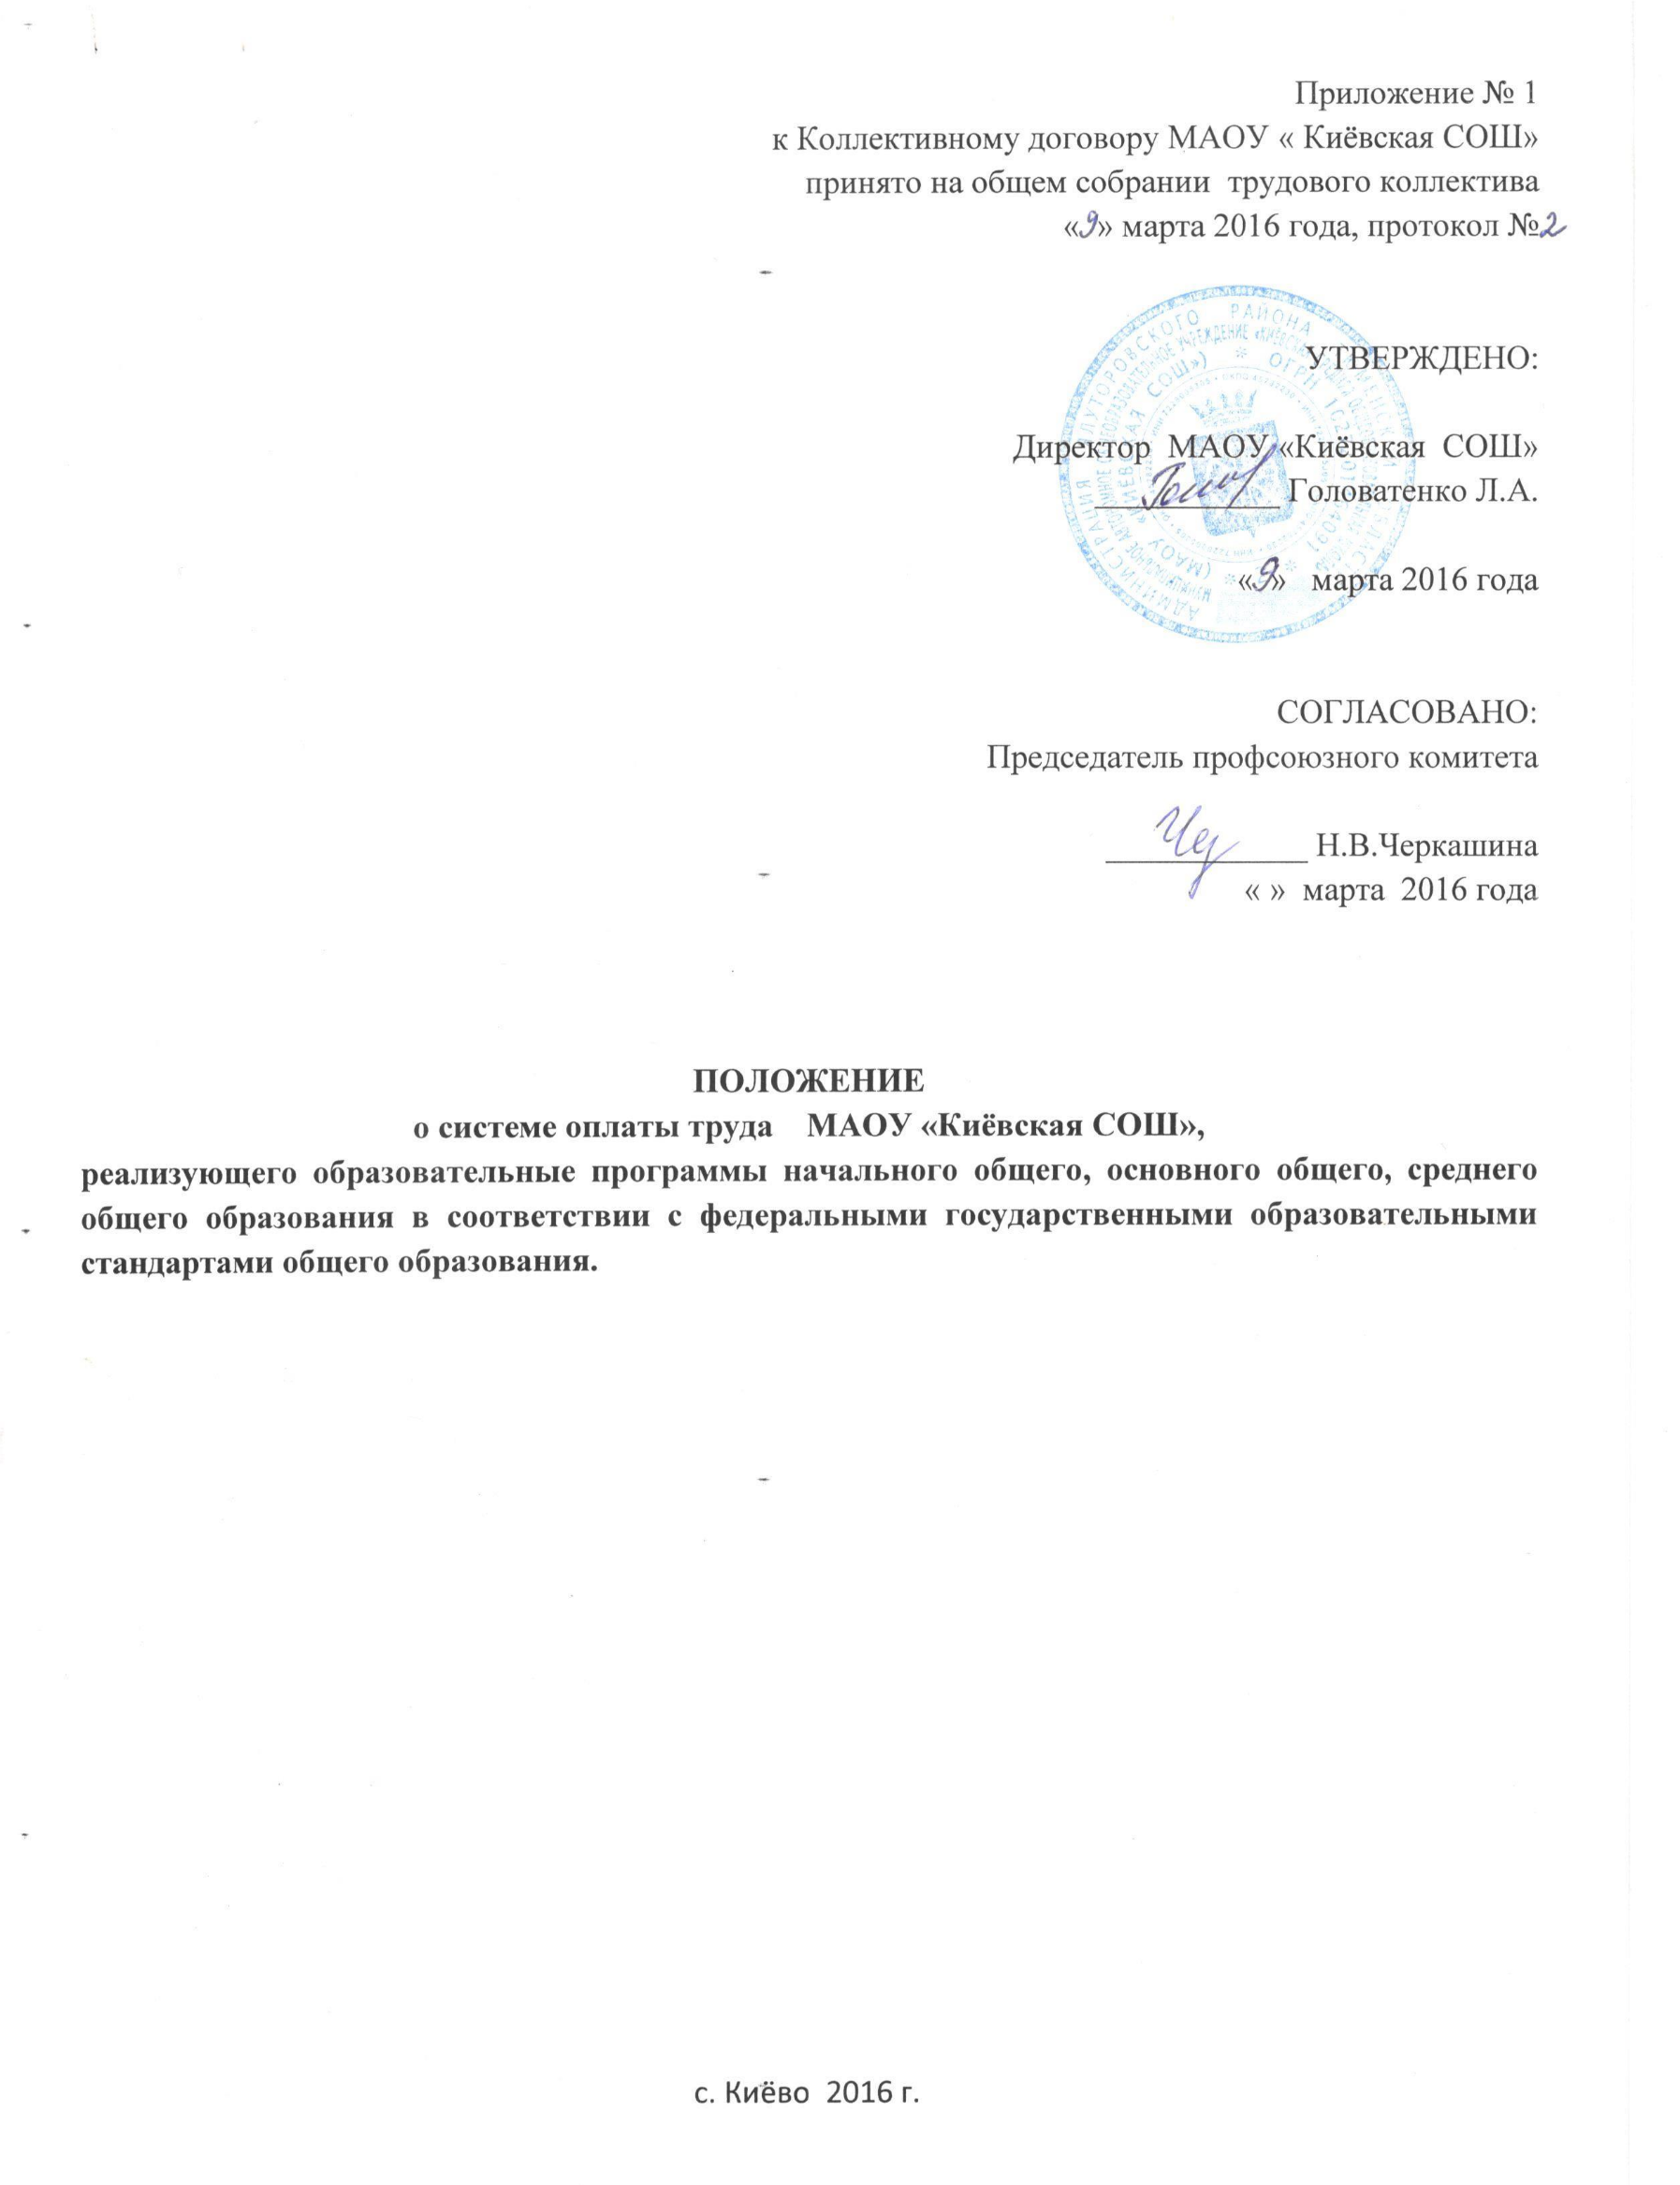 Приложение № 1
к Коллективному договору МАОУ « Киёвская СОШ»
принято на общем собрании  трудового коллектива
«9» марта 2016 года, протокол №2
УТВЕРЖДЕНО:
Директор  МАОУ «Киёвская  СОШ»
____________ Головатенко Л.А.
«9»   марта 2016 года
СОГЛАСОВАНО:
Председатель профсоюзного комитета
____________ Н.В.Черкашина
« »  марта  2016 года
ПОЛОЖЕНИЕ
о системе оплаты труда    МАОУ «Киёвская СОШ»,
реализующего образовательные программы начального общего, основного общего, среднего
общего образования в соответствии с федеральными государственными образовательными
стандартами общего образования.
с. Киёво  2016 г.